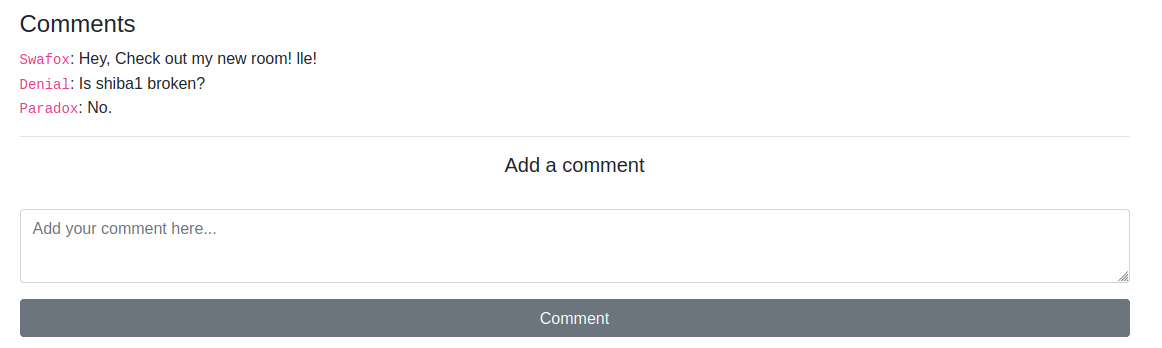 Comments
Swafox: Hey, Check out my new room! lle!
Denial: Is shiba1 broken?
Paradox: No.
Add a comment
Add your comment here...
Comment